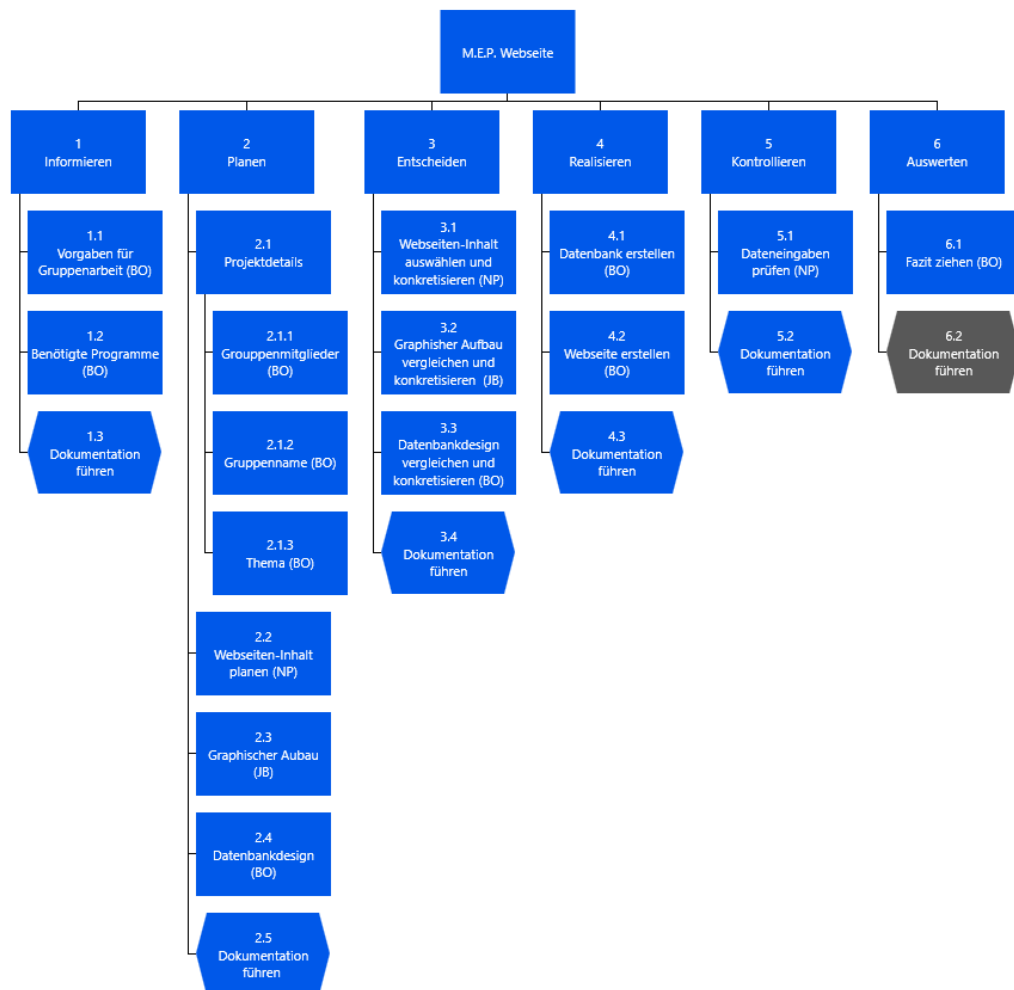 M.E.P. Webseite
1
Informieren
2
Planen
3
Entscheiden
4
Realisieren
5
Kontrollieren
6
Auswerten
1.1
Vorgaben für
Gruppenarbeit (BO)
1.2
Benötigte Programme
(BO)
1.3
Dokumentation
führen
2.1
Projektdetails
2.1.1
Grouppenmitglieder
(BO)
2.1.2
Gruppenname (BO)
2.1.3
Thema (BO)
2.2
Webseiten-Inhalt
planen (NP)
2.3
Graphischer Aubau
(JB)
2.4
Datenbankdesign
(BO)
2.5
Dokumentation
führen
3.1
Webseiten-Inhalt
auswählen und
konkretisieren (NP)
3.2
Graphisher Aufbau
vergleichen und
konkretisieren (JB)
3.3
Datenbankdesign
vergleichen und
konkretisieren (BO)
3.4
Dokumentation
führen
4.1
Datenbank erstellen
(BO)
4.2
Webseite erstellen
(BO)
4.3
Dokumentation
führen
5.1
Dateneingaben
prüfen (NP)
5.2
Dokumentation
führen
6.1
Fazit ziehen (BO)
6.2
Dokumentation
führen